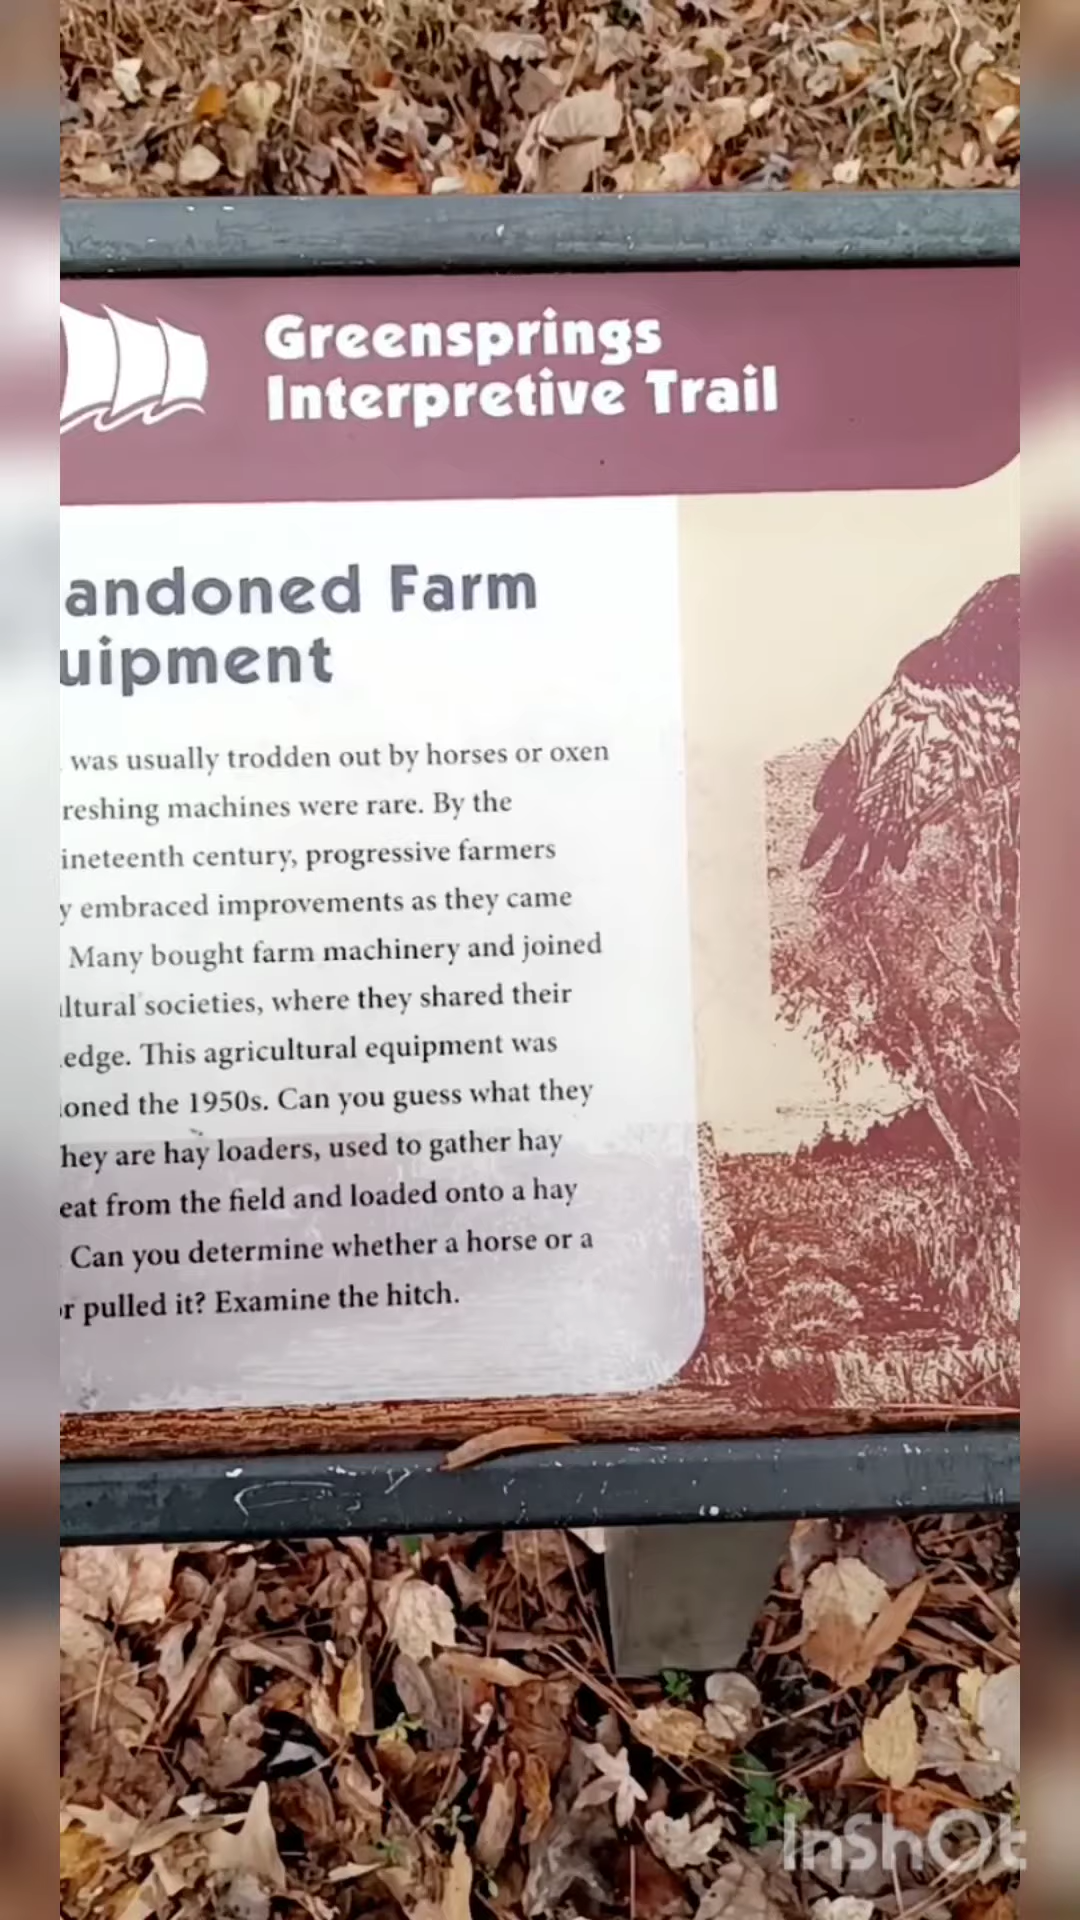 Greensprings
Interpretive Trail
andoned Farm
uipment
was usually trodden out by horses or oxen
reshing machines were rare. By the
ineteenth century, progressive farmers
y embraced improvements as they came
Many bought farm machinery and joined
ltural societies, where they shared their
edge. This agricultural equipment was
oned the 1950s. Can you guess what they
hey are hay loaders, used to gather hay
eat from the field and loaded onto a hay
Can you determine whether a horse or a
r pulled it? Examine the hitch.
InShOt